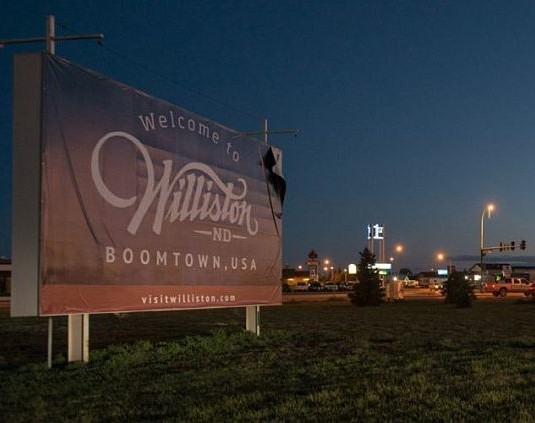 Welcome to
Williston
ND
BOOMTOWN, USA
visitwilliston.com